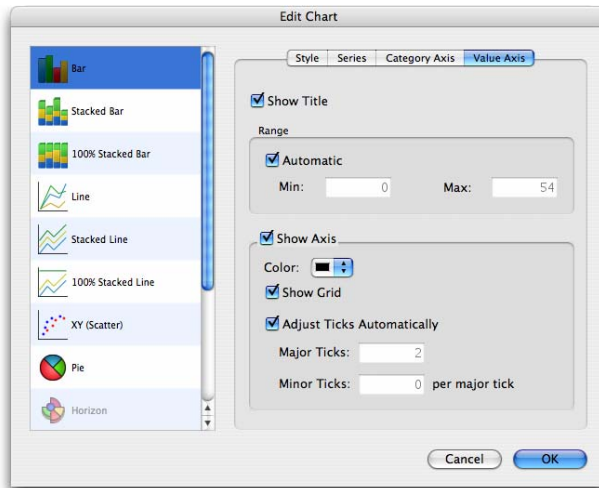 Edit Chart
Bar
Stacked Bar
100% Stacked Bar
Line
Stacked Line
100% Stacked Line
XY (Scatter)
Pie
Horizon
Style Series Category Axis Value Axis
Show Title
Range
Automatic
Min: 0 Max: 54
Show Axis
Color:
Show Grid
Adjust Ticks Automatically
Major Ticks: 2
Minor Ticks: 0 per major tick
Cancel OK